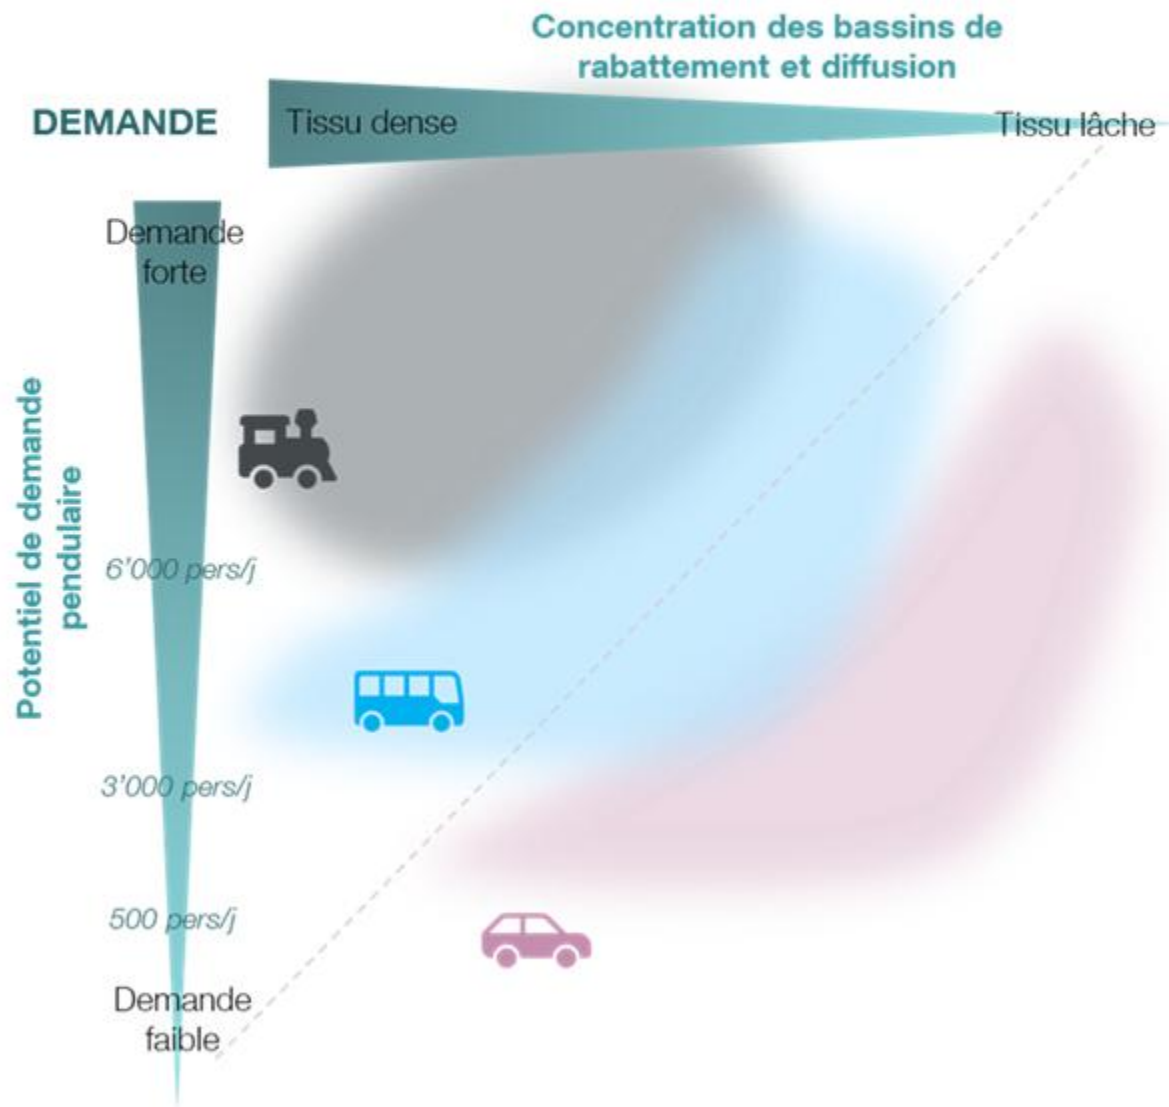 Concentration des bassins de
rabattement et diffusion
DEMANDE
Tissu dense
Tissu lâche
Demande
forte
Potentiel de demande
pendulaire
6’000 pers/j
3’000 pers/j
500 pers/j
Demande
faible